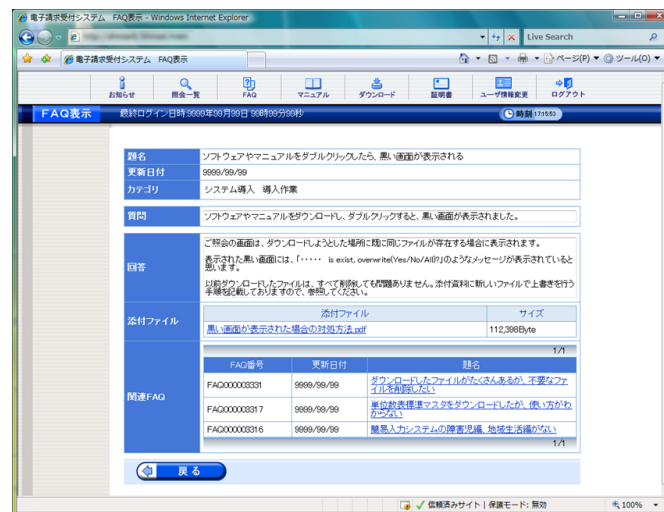 電子請求受付システム　FAQ表示 - Windows Internet Explorer
Live Search
電子請求受付システム　FAQ表示
ページ(P)
ツール(O)
お知らせ
照会一覧
FAQ
マニュアル
ダウンロード
証明書
ユーザ情報変更
ログアウト
FAQ表示
最終ログイン日時:9999年99月99日 99時99分99秒
時刻 17:15:50
題名
ソフトウェアやマニュアルをダブルクリックしたら、黒い画面が表示される
更新日付
9999/99/99
カテゴリ
システム導入　導入作業
質問
ソフトウェアやマニュアルをダウンロードし、ダブルクリックすると、黒い画面が表示されました。
回答
ご照会の画面は、ダウンロードしようとした場所に既に同じファイルが存在する場合に表示されます。
表示された黒い画面には、「・・・・・ is exist, overwrite(Yes/No/All)?」のようなメッセージが表示されていると
思います。
以前ダウンロードしたファイルは、すべて削除しても問題ありません。添付資料に新しいファイルで上書きを行う
手順を記載しておりますので、参照してください。
添付ファイル
添付ファイル
サイズ
黒い画面が表示された場合の対処方法.pdf
112,398Byte
関連FAQ
1/1
FAQ番号
更新日付
題名
FAQ000003331
9999/99/99
ダウンロードしたファイルがたくさんあるが、不要なファ
イルを削除したい
FAQ000003317
9999/99/99
単位数表標準マスタをダウンロードしたが、使い方がわ
からない
FAQ000003316
9999/99/99
簡易入力システムの障害児編、地域生活編がない
1/1
戻る
信頼済みサイト | 保護モード: 無効
100%